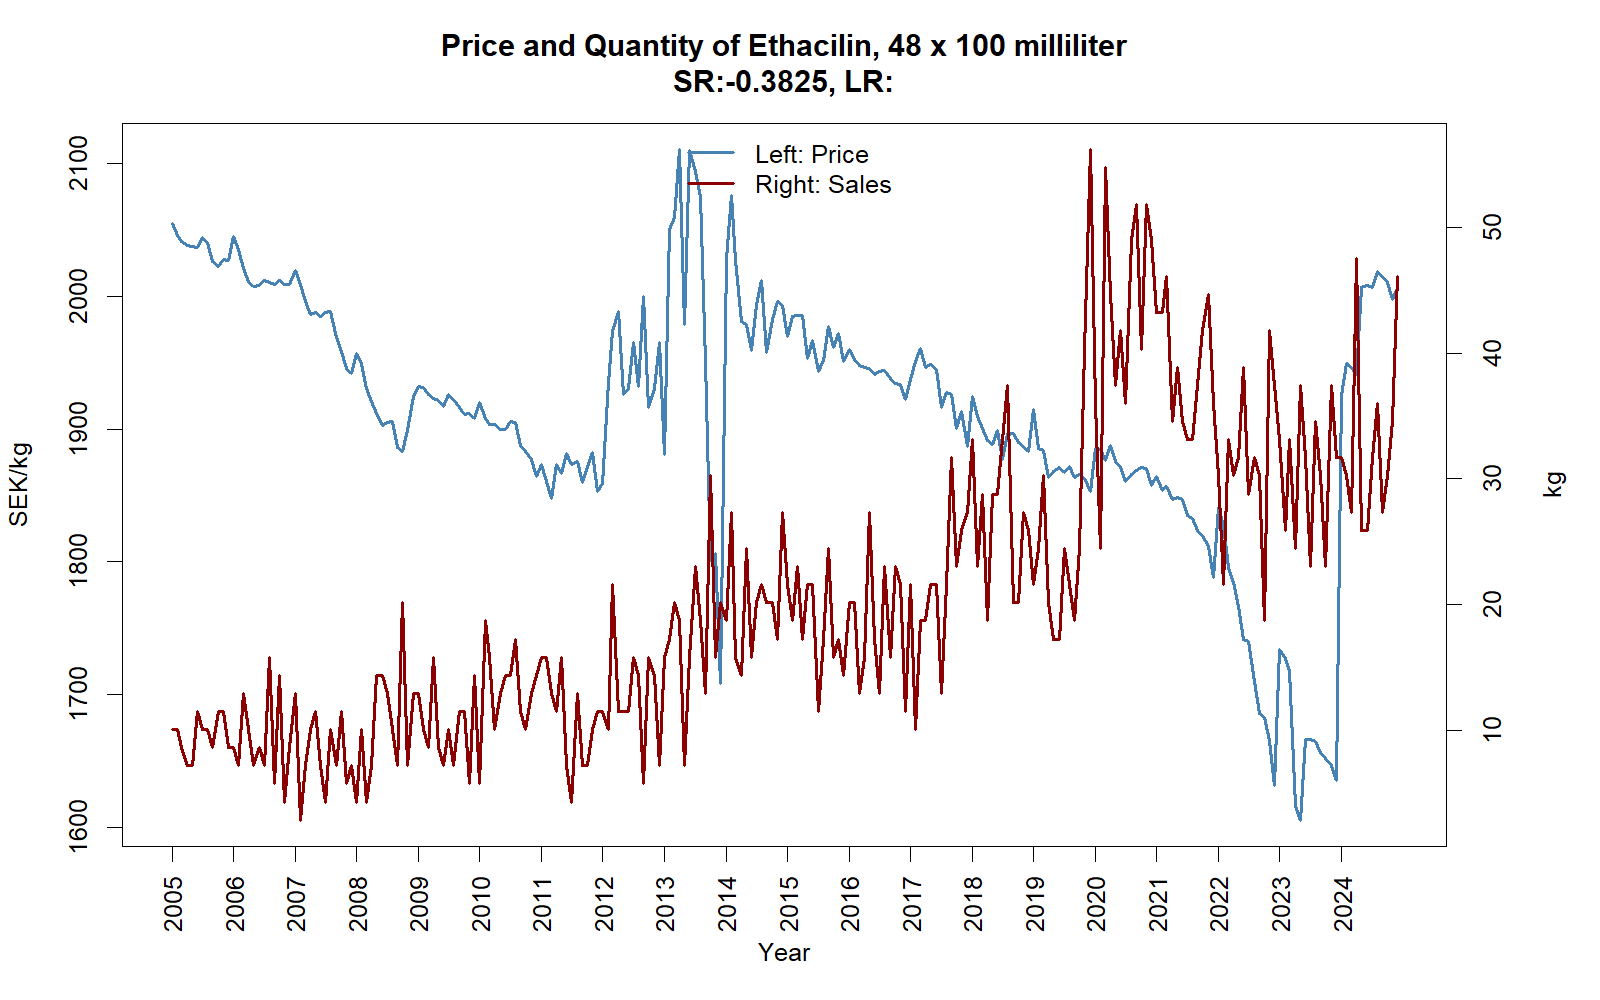 Price and Quantity of Ethacilin, 48 x 100 milliliter
SR:-0.3825, LR:
Left: Price
Right: Sales
SEK/kg
2100
2000
1900
1800
1700
1600
50
40
30
20
10
kg
2005 2006 2007 2008 2009 2010 2011 2012 2013 2014 2015 2016 2017 2018 2019 2020 2021 2022 2023 2024
Year